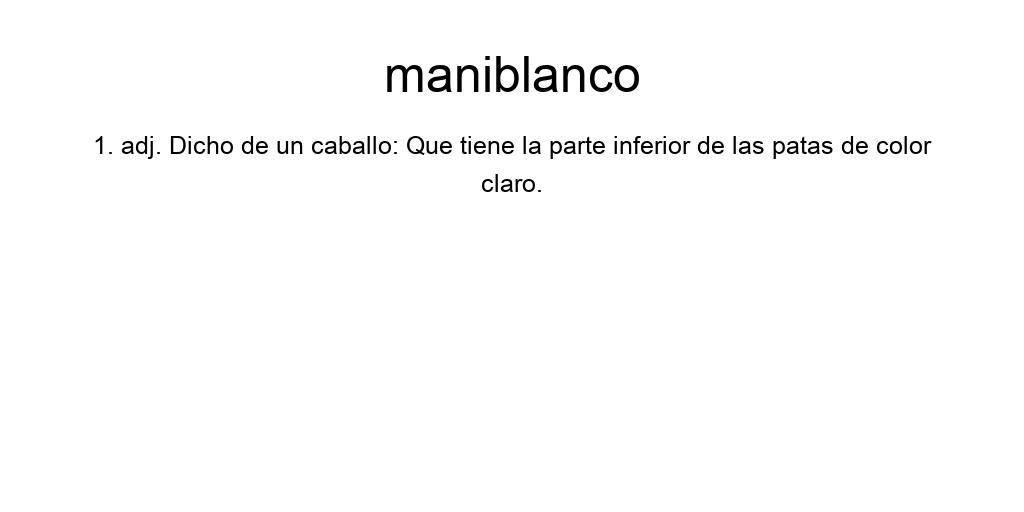 maniblanco
1. adj. Dicho de un caballo: Que tiene la parte inferior de las patas de color
claro.